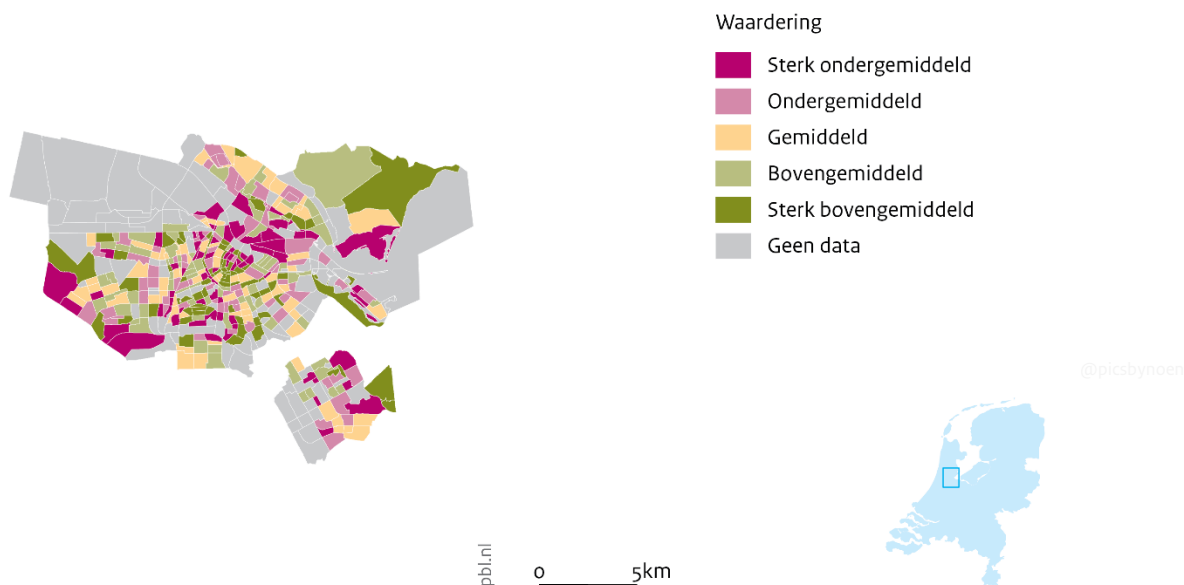 Waardering
Sterk ondergemiddeld
Ondergemiddeld
Gemiddeld
Bovengemiddeld
Sterk bovengemiddeld
Geen data
@picsbynoen
pbl.nl
0 5km